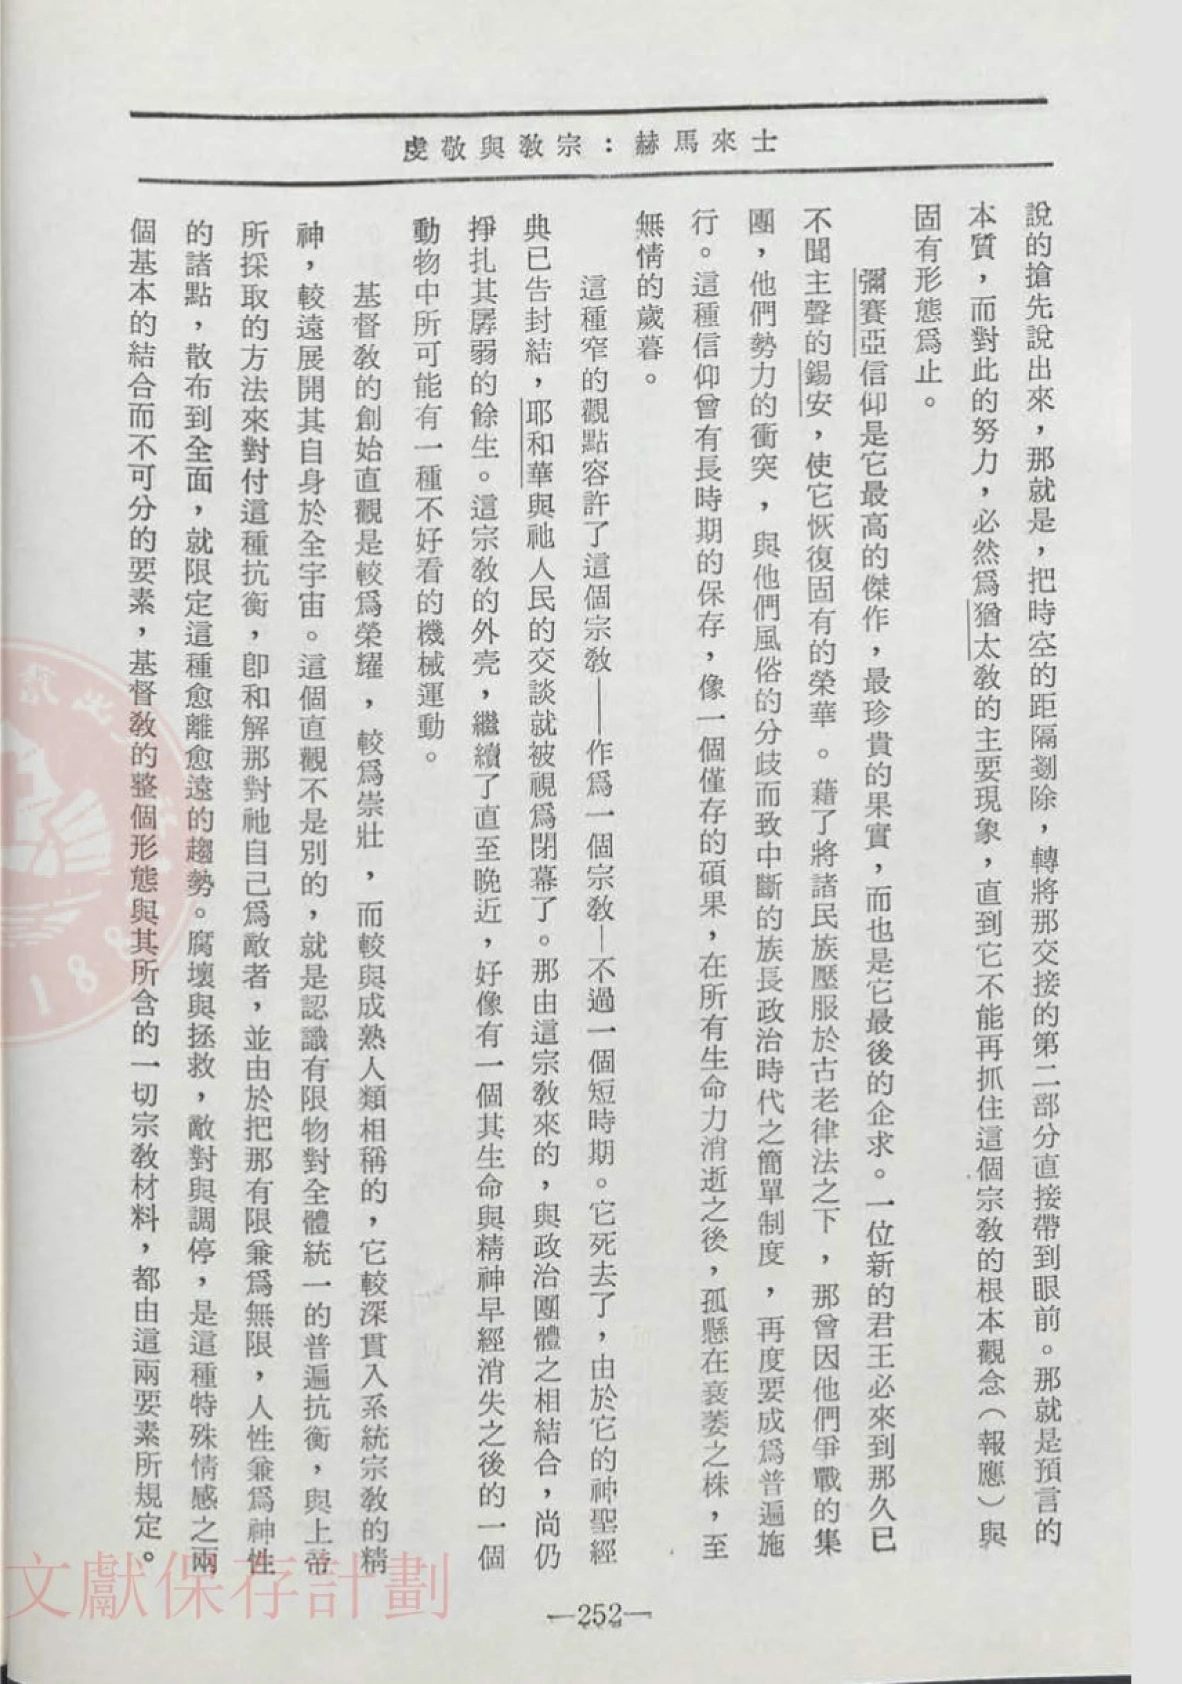 士來馬赫：宗教與敬虔
說的搶先說出來，那就是，把時空的距隔剗除，轉將那交接的第二部分直接帶到眼前。那就是預言的
本質，而對此的努力，必然爲猶太教的主要現象，直到它不能再抓住這個宗教的根本觀念（報應）與
固有形態爲止。
彌賽亞信仰是它最高的傑作，最珍貴的果實，而也是它最後的企求。一位新的君王必來到那久已
不聞主聲的錫安，使它恢復固有的榮華。藉了將諸民族壓服於古老律法之下，那曾因他們爭戰的集
團，他們勢力的衝突，與他們風俗的分歧而致中斷的族長政治時代之簡單制度，再度要成爲普遍施
行。這種信仰曾有長時期的保存，像一個僅存的碩果，在所有生命力消逝之後，孤懸在衰萎之株，至
無情的歲暮。
這種窄的觀點容許了這個宗教——作爲一個宗教—不過一個短時期。它死去了，由於它的神聖經
典已告封結，耶和華與祂人民的交談就被視爲閉幕了。那由這宗教來的，與政治團體之相結合，尚仍
掙扎其孱弱的餘生。這宗教的外壳，繼續了直至晚近，好像有一個其生命與精神早經消失之後的一個
動物中所可能有一種不好看的機械運動。
基督教的創始直觀是較爲榮耀，較爲崇壯，而較與成熟人類相稱的，它較深貫入系統宗教的精
神，較遠展開其自身於全宇宙。這個直觀不是別的，就是認識有限物對全體統一的普遍抗衡，與上帝
所採取的方法來對付這種抗衡，卽和解那對祂自己爲敵者，並由於把那有限兼爲無限，人性兼爲神性
的諸點，散布到全面，就限定這種愈離愈遠的趨勢。腐壞與拯救，敵對與調停，是這種特殊情感之兩
個基本的結合而不可分的要素，基督教的整個形態與其所含的一切宗教材料，都由這兩要素所規定。
—252—
文獻保存計劃
188